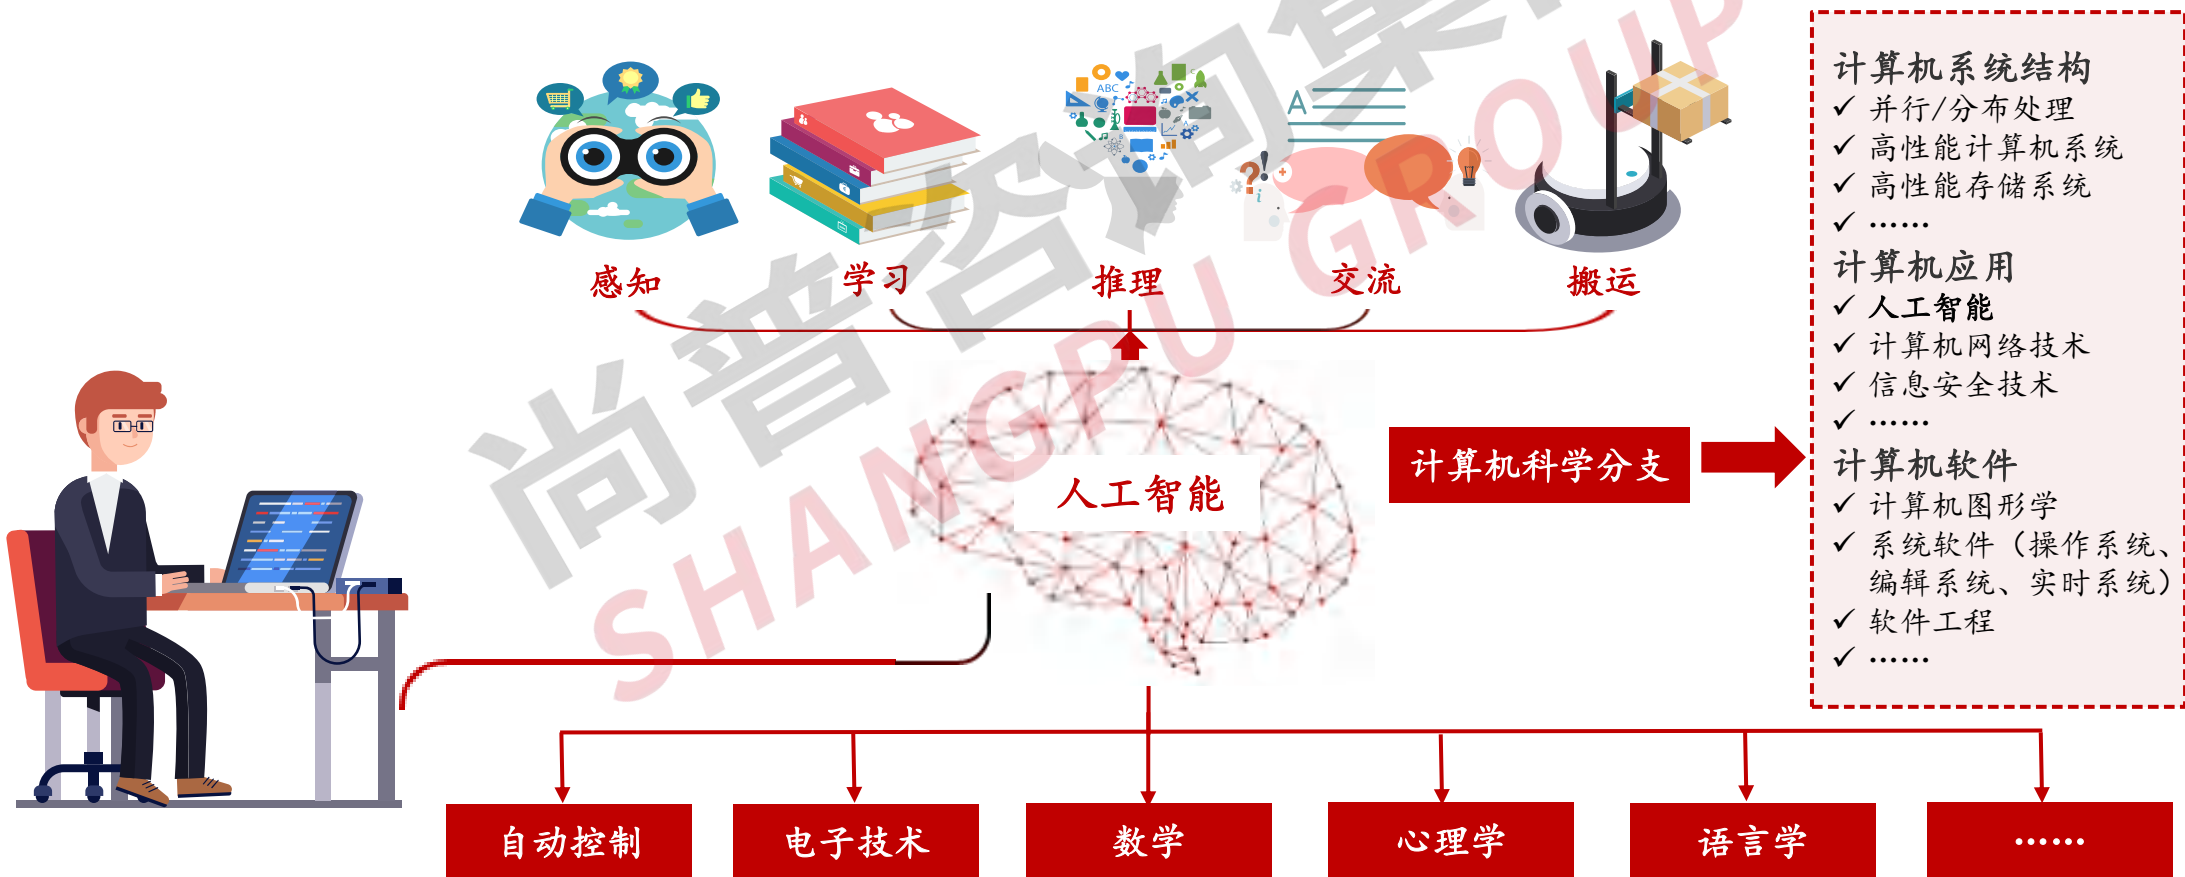 感知
学习
推理
交流
搬运
ABC
A
人工智能
计算机科学分支
计算机系统结构
✓ 并行/分布处理
✓ 高性能计算机系统
✓ 高性能存储系统
✓ ……
计算机应用
✓ 人工智能
✓ 计算机网络技术
✓ 信息安全技术
✓ ……
计算机软件
✓ 计算机图形学
✓ 系统软件（操作系统、
编辑系统、实时系统）
✓ 软件工程
✓ ……
自动控制
电子技术
数学
心理学
语言学
……
尚普咨询集
SHANGPU GROUP